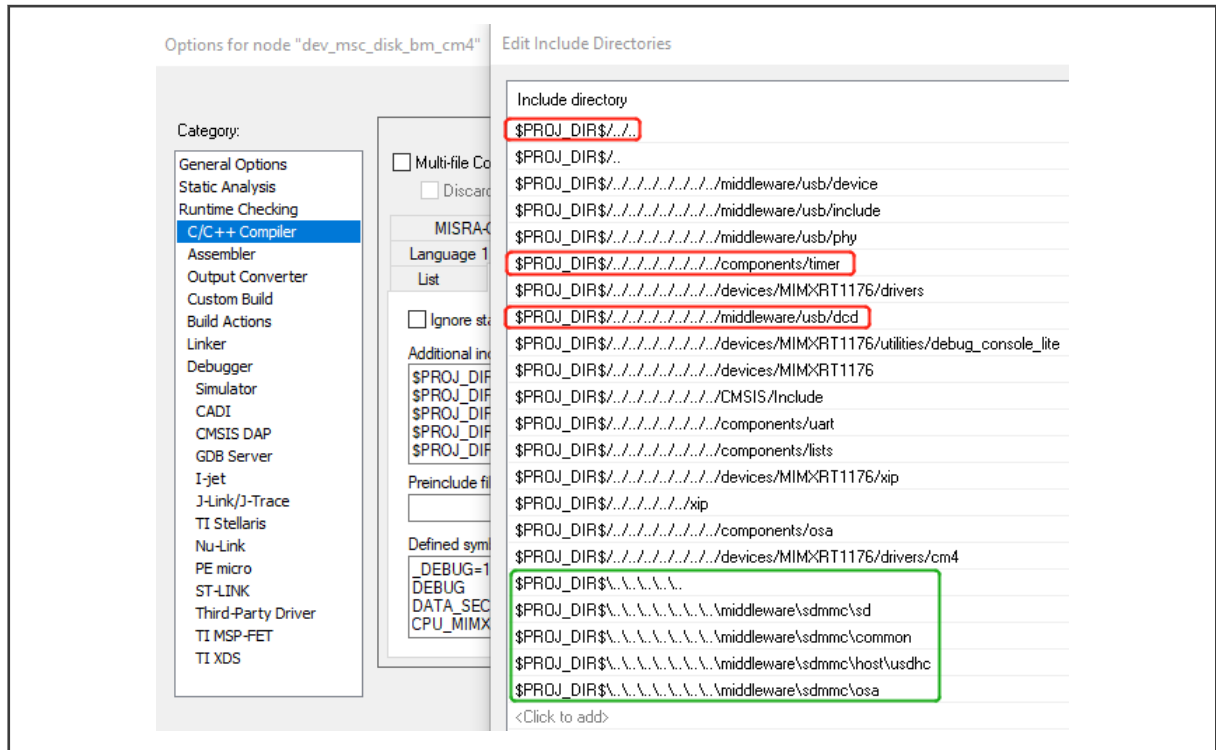 Options for node "dev_msc_disk_bm_cm4"
Category:
General Options
Static Analysis
Runtime Checking
C/C++ Compiler
Assembler
Output Converter
Custom Build
Build Actions
Linker
Debugger
Simulator
CADI
CMSIS DAP
GDB Server
I-jet
J-Link/J-Trace
TI Stellaris
Nu-Link
PE micro
ST-LINK
Third-Party Driver
TI MSP-FET
TI XDS
Multi-file Co
Discard
MISRA-C
Language 1
List
Ignore sta
Additional inc
$PROJ_DIR
$PROJ_DIR
$PROJ_DIR
$PROJ_DIR
$PROJ_DIR
Preinclude fil
Defined symb
_DEBUG=1
DEBUG
DATA_SEC
CPU_MIMX
Edit Include Directories
Include directory
$PROJ_DIR$/../..
$PROJ_DIR$/..
$PROJ_DIR$/../../../../../../../../middleware/usb/device
$PROJ_DIR$/../../../../../../../../middleware/usb/include
$PROJ_DIR$/../../../../../../../../middleware/usb/phy
$PROJ_DIR$/../../../../../../../../components/timer
$PROJ_DIR$/../../../../../../../../devices/MIMXRT1176/drivers
$PROJ_DIR$/../../../../../../../../middleware/usb/dcd
$PROJ_DIR$/../../../../../../../../devices/MIMXRT1176/utilities/debug_console_lite
$PROJ_DIR$/../../../../../../../../devices/MIMXRT1176
$PROJ_DIR$/../../../../../../../../CMSIS/Include
$PROJ_DIR$/../../../../../../../../components/uart
$PROJ_DIR$/../../../../../../../../components/lists
$PROJ_DIR$/../../../../../../../../devices/MIMXRT1176/xip
$PROJ_DIR$/../../../../../../xip
$PROJ_DIR$/../../../../../../../../components/osa
$PROJ_DIR$/../../../../../../../../devices/MIMXRT1176/drivers/cm4
$PROJ_DIR$\..\..\..\..\..
$PROJ_DIR$\..\..\..\..\..\..\..\..\middleware\sdmmc\sd
$PROJ_DIR$\..\..\..\..\..\..\..\..\middleware\sdmmc\common
$PROJ_DIR$\..\..\..\..\..\..\..\..\middleware\sdmmc\host\usdhc
$PROJ_DIR$\..\..\..\..\..\..\..\..\middleware\sdmmc\osa
<Click to add>